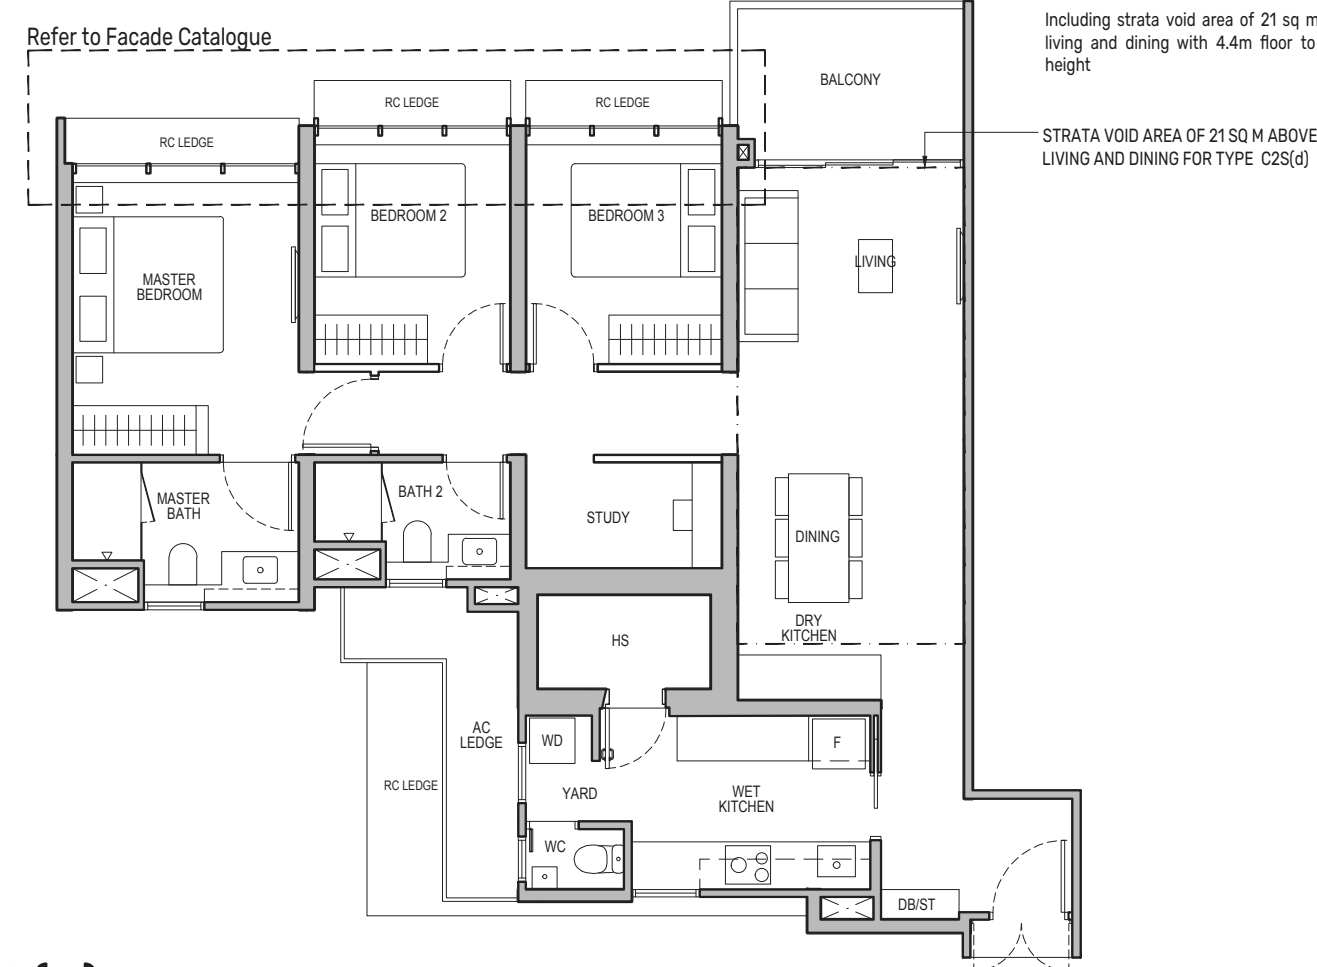 Refer to Facade Catalogue
Including strata void area of 21 sq m
living and dining with 4.4m floor to
height
BALCONY
RC LEDGE
RC LEDGE
RC LEDGE
STRATA VOID AREA OF 21 SQ M ABOVE
LIVING AND DINING FOR TYPE C2S(d)
BEDROOM 2
BEDROOM 3
LIVING
MASTER
BEDROOM
MASTER
BATH
BATH 2
STUDY
DINING
DRY
KITCHEN
HS
AC
LEDGE
WD
F
RC LEDGE
YARD
WET
KITCHEN
WC
DB/ST